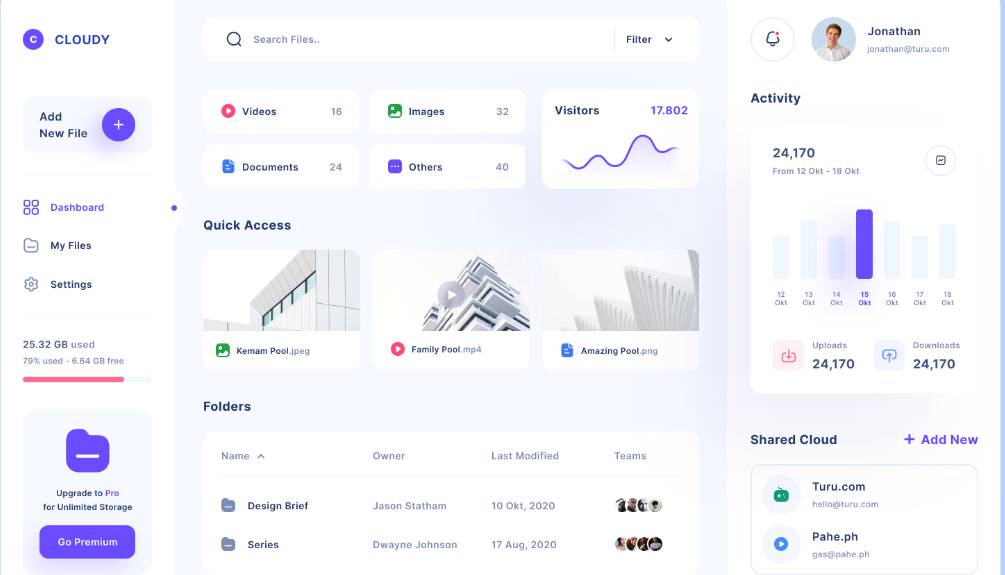 C CLOUDY
Add
New File
Dashboard
My Files
Settings
25.32 GB used
79% used - 6.64 GB free
Upgrade to Pro
for Unlimited Storage
Go Premium
Search Files..
Filter
Videos 16
Images 32
Documents 24
Others 40
Visitors 17.802
Quick Access
Kemam Pool.jpeg
Family Pool.mp4
Amazing Pool.png
Folders
Name Owner Last Modified Teams
Design Brief Jason Statham 10 Okt, 2020
Series Dwayne Johnson 17 Aug, 2020
Jonathan
jonathan@turu.com
Activity
24,170
From 12 Okt - 18 Okt
12 13 14 15 16 17 18
Okt Okt Okt Okt Okt Okt Okt
Uploads
24,170
Downloads
24,170
Shared Cloud
+ Add New
Turu.com
hello@turu.com
Pahe.ph
gas@pahe.ph